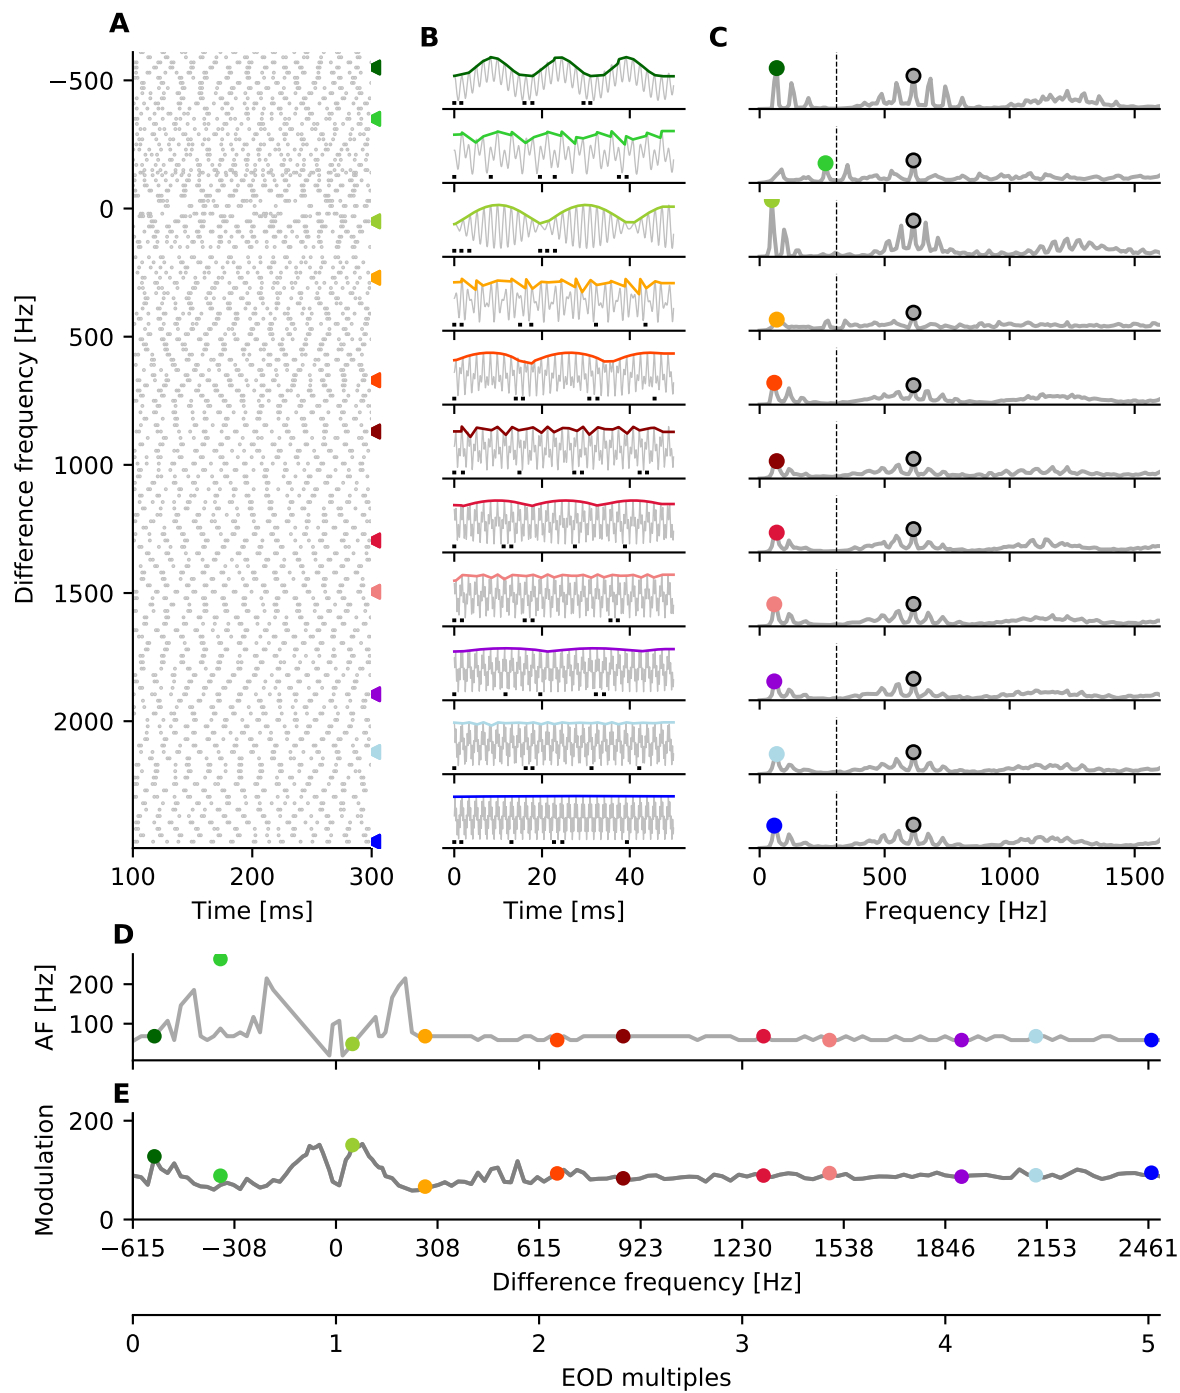 A
B
C
Difference frequency [Hz]
−500
0
500
1000
1500
2000
100 200 300
Time [ms]
0 20 40
Time [ms]
0 500 1000 1500
Frequency [Hz]
D
AF [Hz]
200
100
E
Modulation
200
0
−615 −308 0 308 615 923 1230 1538 1846 2153 2461
Difference frequency [Hz]
0 1 2 3 4 5
EOD multiples